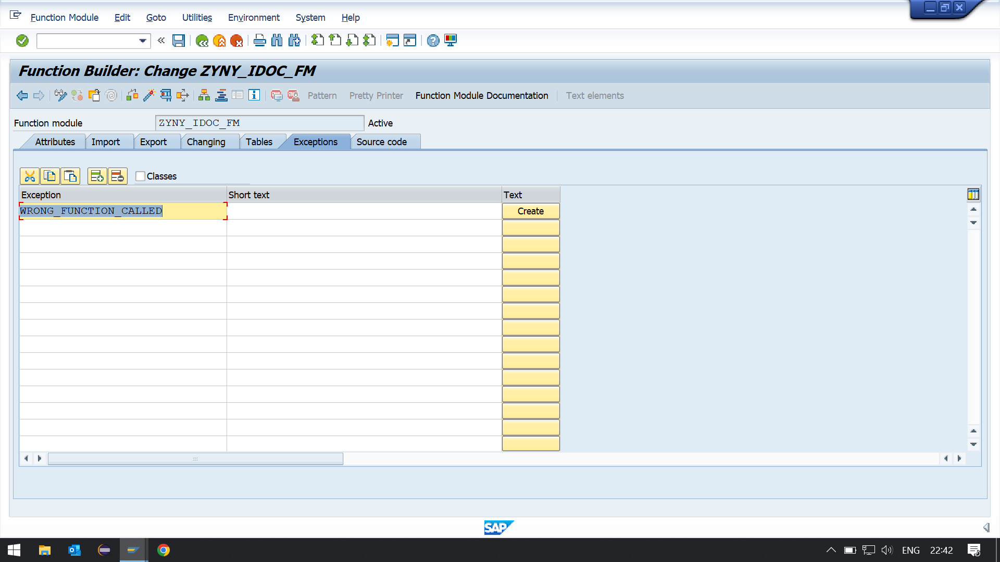 Function Module Edit Goto Utilities Environment System Help
Function Builder: Change ZYNY_IDOC_FM
Pattern Pretty Printer Function Module Documentation Text elements
Function module ZYNY_IDOC_FM Active
Attributes Import Export Changing Tables Exceptions Source code
Classes
Exception Short text Text
WRONG_FUNCTION_CALLED Create
SAP
ENG 22:42